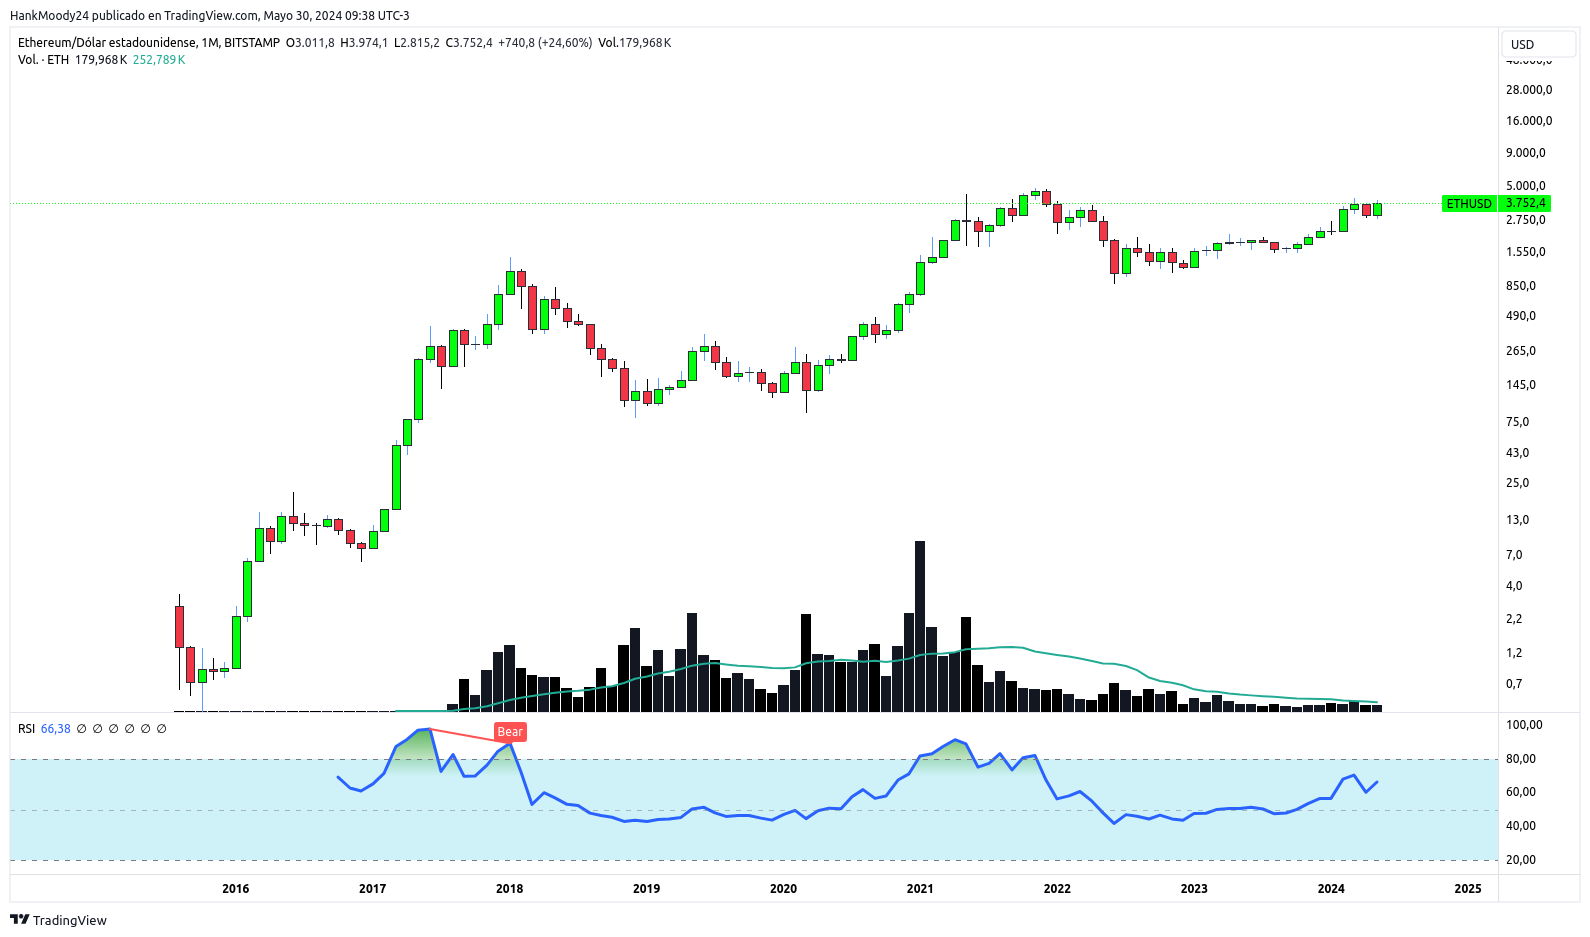 HankMoody24 publicado en TradingView.com, Mayo 30, 2024 09:38 UTC-3
Ethereum/Dólar estadounidense, 1M, BITSTAMP O3.011,8 H3.974,1 L2.815,2 C3.752,4 +740,8 (+24,60%) Vol.179,968K
Vol. · ETH 179,968K 252,789K
USD
28.000,0
16.000,0
9.000,0
5.000,0
ETHUSD 3.752,4
2.750,0
1.550,0
850,0
490,0
265,0
145,0
75,0
43,0
25,0
13,0
7,0
4,0
2,2
1,2
0,7
RSI 66,38 ∅ ∅ ∅ ∅ ∅ ∅
Bear
100,00
80,00
60,00
40,00
20,00
2016 2017 2018 2019 2020 2021 2022 2023 2024 2025
TradingView